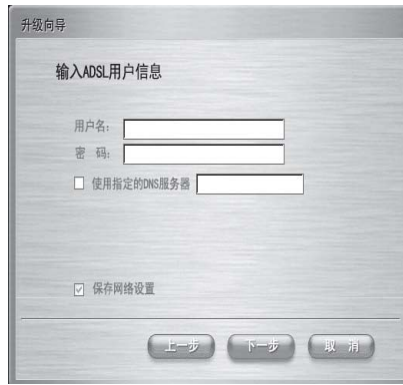 升级向导
输入ADSL用户信息
用户名:
密 码:
使用指定的DNS服务器
保存网络设置
上一步 下一步 取 消